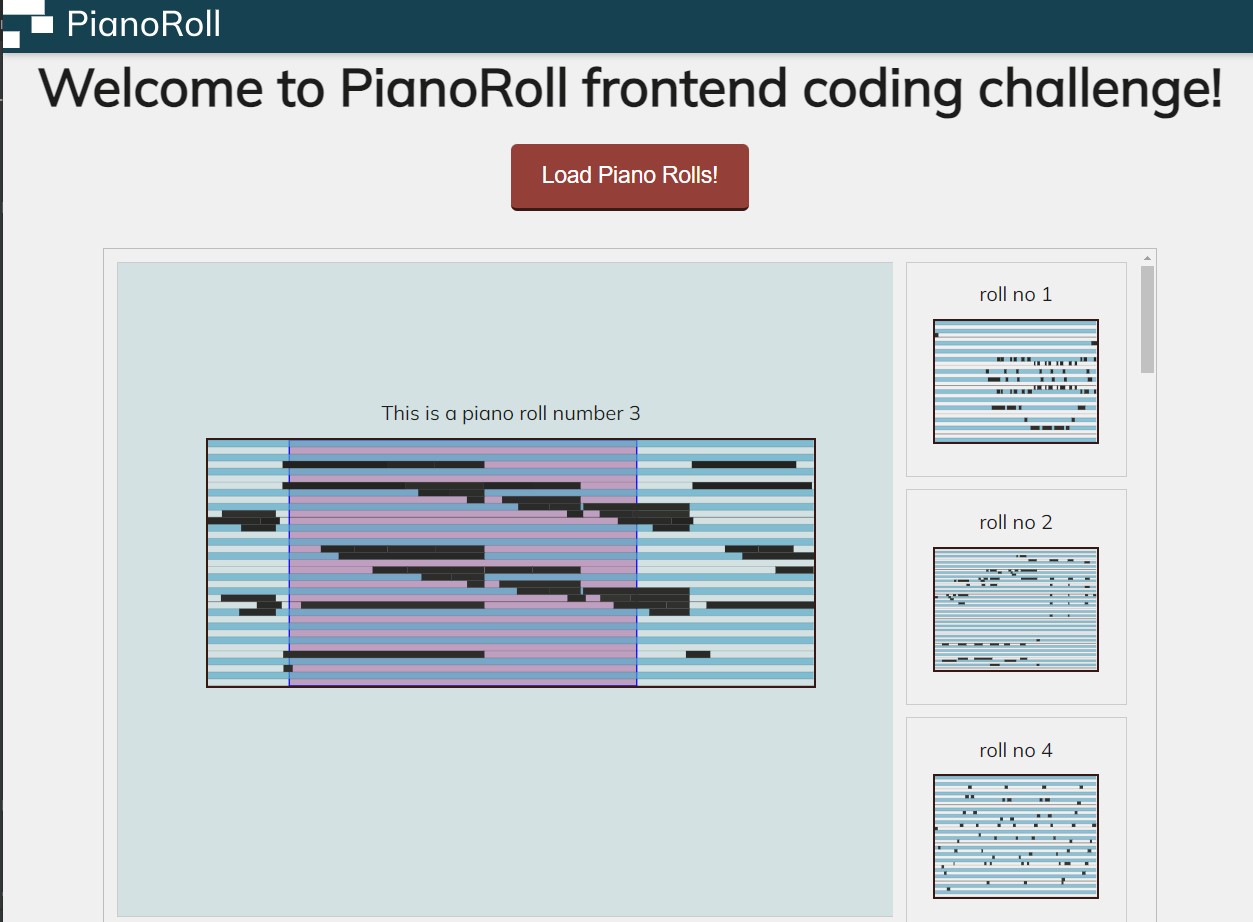 PianoRoll
Welcome to PianoRoll frontend coding challenge!
Load Piano Rolls!
This is a piano roll number 3
roll no 1
roll no 2
roll no 4